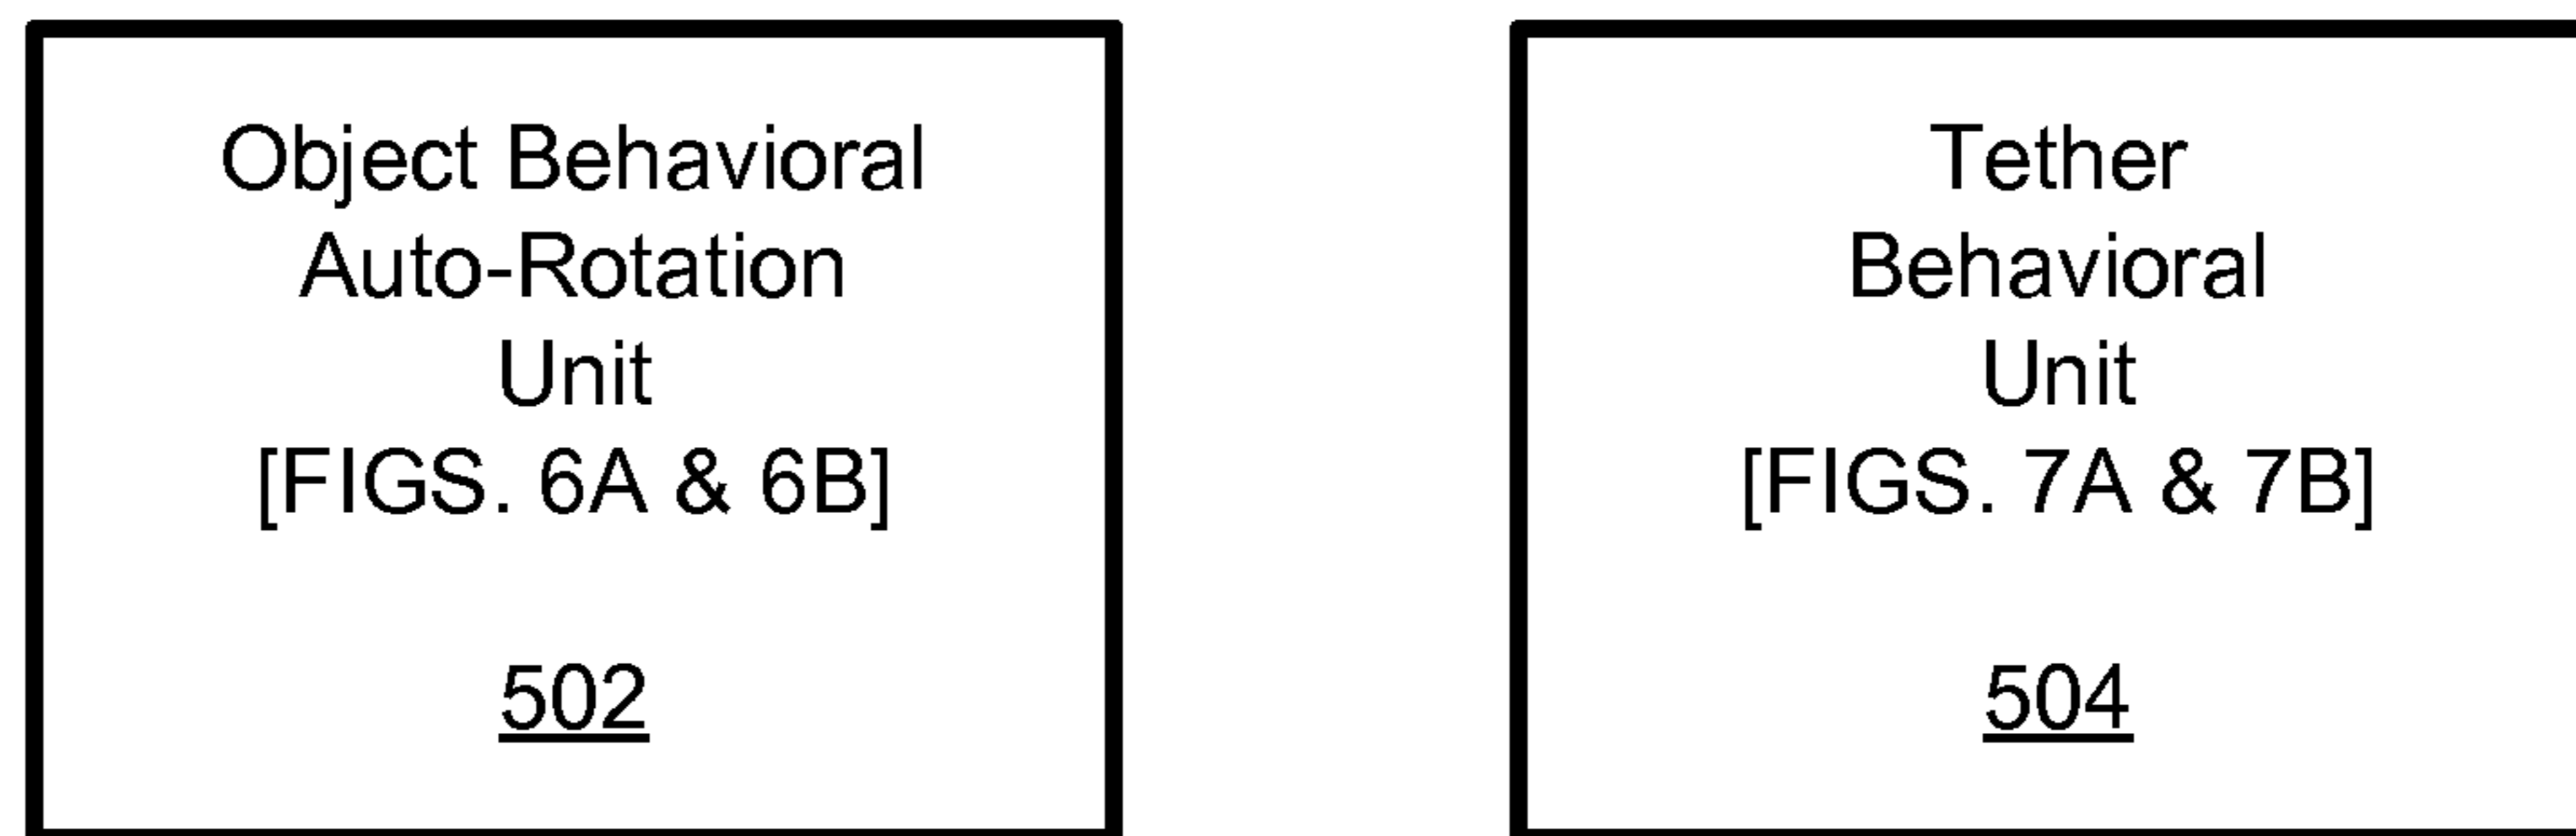 Object Behavioral
Auto-Rotation
Unit
[FIGS. 6A & 6B]
502
Tether
Behavioral
Unit
[FIGS. 7A & 7B]
504